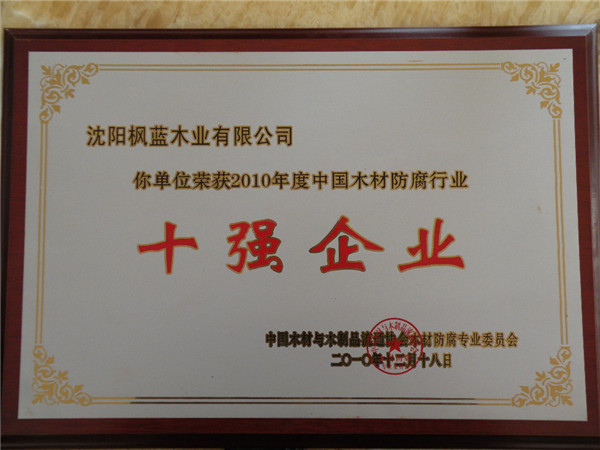 沈阳枫蓝木业有限公司
你单位荣获2010年度中国木材防腐行业
十强企业
中国木材与木制品流通协会木材防腐专业委员会
二〇一〇年十二月十八日